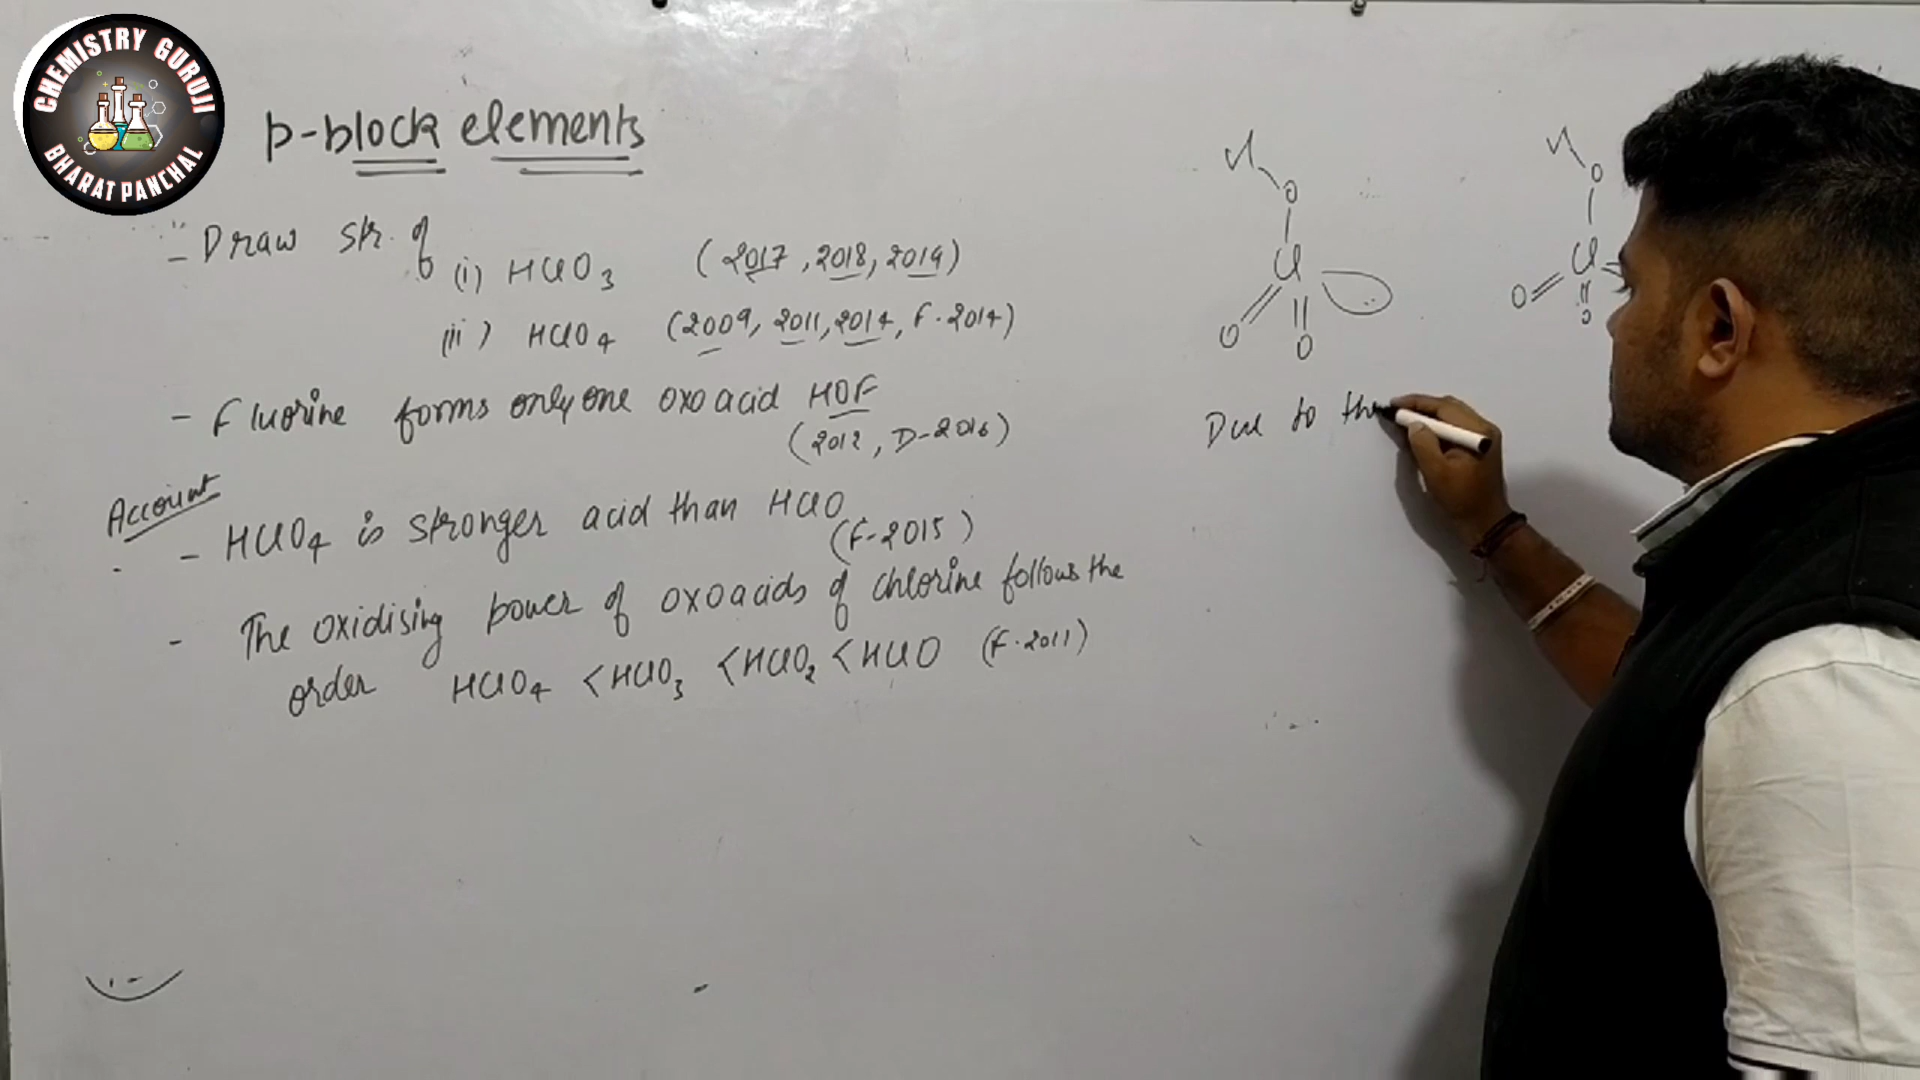 CHEMISTRY GURUJI
BHARAT PANCHAL
p-block elements
- Draw str. of
(i) HClO3 (2017, 2018, 2019)
(ii) HClO4 (2009, 2011, 2014, F-2014)
- Fluorine forms only one oxoacid HOF
(2012, D-2016)
Account
- HClO4 is stronger acid than HClO
(F-2015)
- The oxidising power of oxoacids of chlorine follows the
order HClO4 < HClO3 < HClO2 < HClO (F-2011)
H
O
Cl
O O
H
O
Cl
O
O
Due to the